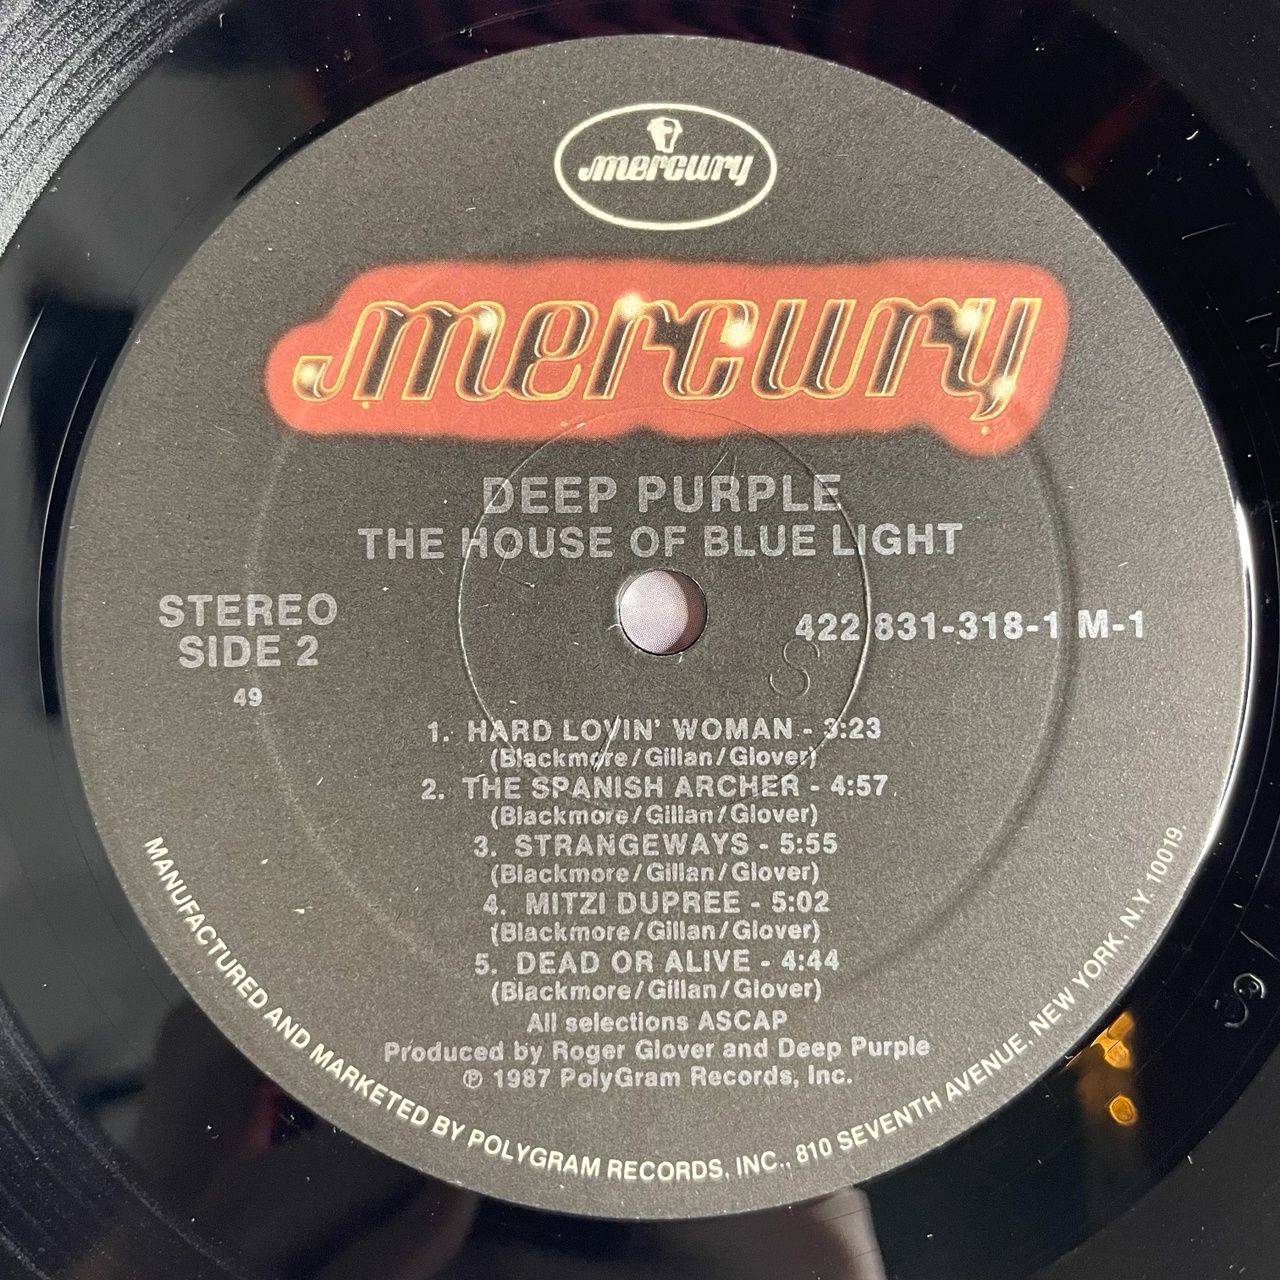 mercury
mercury
DEEP PURPLE
THE HOUSE OF BLUE LIGHT
STEREO
SIDE 2
49
422 831-318-1 M-1
1. HARD LOVIN' WOMAN - 3:23
(Blackmore/Gillan/Glover)
2. THE SPANISH ARCHER - 4:57
(Blackmore/Gillan/Glover)
3. STRANGEWAYS - 5:55
(Blackmore/Gillan/Glover)
4. MITZI DUPREE - 5:02
(Blackmore/Gillan/Glover)
5. DEAD OR ALIVE - 4:44
(Blackmore/Gillan/Glover)
All selections ASCAP
Produced by Roger Glover and Deep Purple
℗ 1987 PolyGram Records, Inc.
MANUFACTURED AND MARKETED BY POLYGRAM RECORDS, INC., 810 SEVENTH AVENUE, NEW YORK, N.Y. 10019.